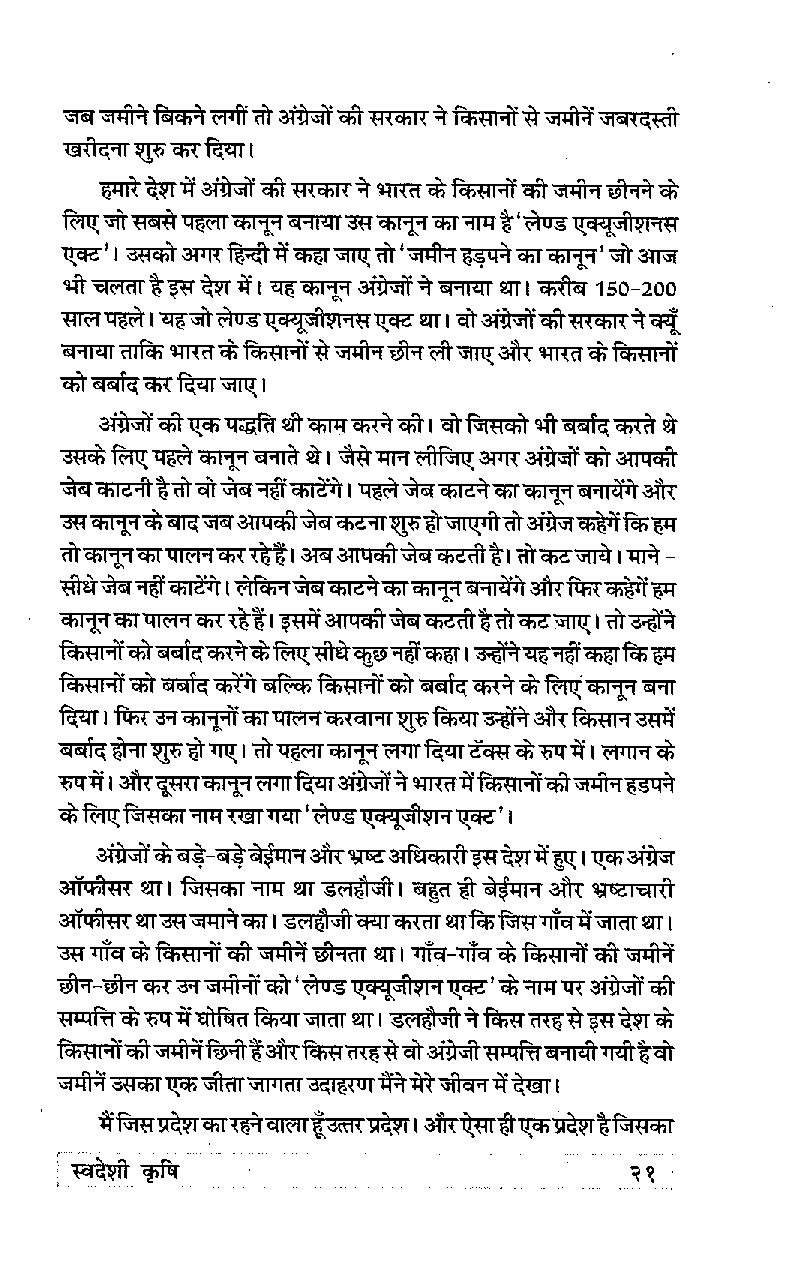 जब जमीने बिकने लगीं तो अंग्रेजों की सरकार ने किसानों से जमीनें जबरदस्ती
खरीदना शुरु कर दिया।
हमारे देश में अंग्रेजों की सरकार ने भारत के किसानों की जमीन छीनने के
लिए जो सबसे पहला कानून बनाया उस कानून का नाम है 'लेण्ड एक्यूजीशनस
एक्ट'। उसको अगर हिन्दी में कहा जाए तो 'जमीन हड़पने का कानून' जो आज
भी चलता है इस देश में। यह कानून अंग्रेजों ने बनाया था। करीब 150-200
साल पहले। यह जो लेण्ड एक्यूजीशनस एक्ट था। वो अंग्रेजों की सरकार ने क्यूँ
बनाया ताकि भारत के किसानों से जमीन छीन ली जाए और भारत के किसानों
को बर्बाद कर दिया जाए।
अंग्रेजों की एक पद्धति थी काम करने की। वो जिसको भी बर्बाद करते थे
उसके लिए पहले कानून बनाते थे। जैसे मान लीजिए अगर अंग्रेजों को आपकी
जेब काटनी है तो वो जेब नहीं काटेंगे। पहले जेब काटने का कानून बनायेंगे और
उस कानून के बाद जब आपकी जेब कटना शुरु हो जाएगी तो अंग्रेज कहेगें कि हम
तो कानून का पालन कर रहे हैं। अब आपकी जेब कटती है। तो कट जाये। माने -
सीधे जेब नहीं काटेंगे। लेकिन जेब काटने का कानून बनायेंगे और फिर कहेगें हम
कानून का पालन कर रहे हैं। इसमें आपकी जेब कटती है तो कट जाए। तो उन्होंने
किसानों को बर्बाद करने के लिए सीधे कुछ नहीं कहा। उन्होंने यह नहीं कहा कि हम
किसानों को बर्बाद करेंगे बल्कि किसानों को बर्बाद करने के लिए कानून बना
दिया। फिर उन कानूनों का पालन करवाना शुरु किया उन्होंने और किसान उसमें
बर्बाद होना शुरु हो गए। तो पहला कानून लगा दिया टॅक्स के रुप में। लगान के
रुप में। और दूसरा कानून लगा दिया अंग्रेजों ने भारत में किसानों की जमीन हडपने
के लिए जिसका नाम रखा गया 'लेण्ड एक्यूजीशन एक्ट'।
अंग्रेजों के बड़े-बड़े बेईमान और भ्रष्ट अधिकारी इस देश में हुए। एक अंग्रेज
ऑफीसर था। जिसका नाम था डलहौजी। बहुत ही बेईमान और भ्रष्टाचारी
ऑफीसर था उस जमाने का। डलहौजी क्या करता था कि जिस गाँव में जाता था।
उस गाँव के किसानों की जमीनें छीनता था। गाँव-गाँव के किसानों की जमीनें
छीन-छीन कर उन जमीनों को 'लेण्ड एक्यूजीशन एक्ट' के नाम पर अंग्रेजों की
सम्पत्ति के रुप में घोषित किया जाता था। डलहौजी ने किस तरह से इस देश के
किसानों की जमीनें छिनी हैं और किस तरह से वो अंग्रेजी सम्पत्ति बनायी गयी है वो
जमीनें उसका एक जीता जागता उदाहरण मैंने मेरे जीवन में देखा।
मैं जिस प्रदेश का रहने वाला हूँ उत्तर प्रदेश। और ऐसा ही एक प्रदेश है जिसका
स्वदेशी कृषि २१